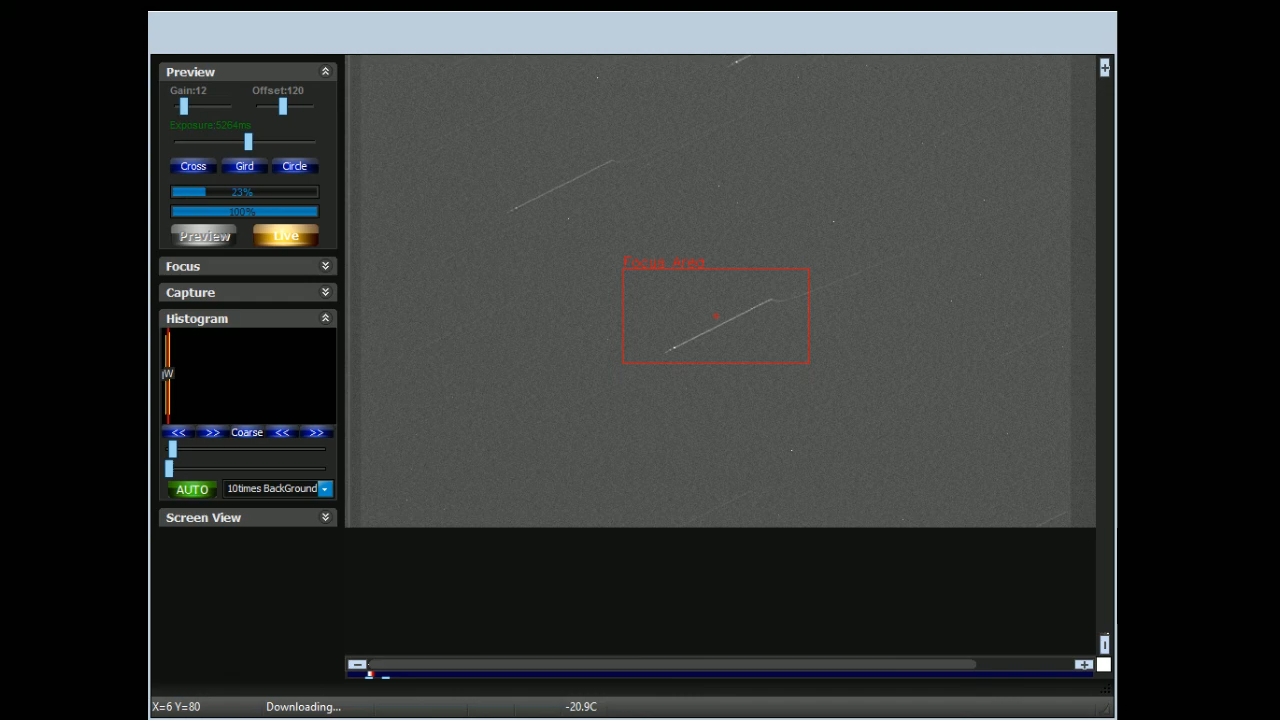 Preview
Gain:12 Offset:120
Exposure:5264ms
Cross Gird Circle
23%
100%
Preview Live
Focus
Capture
Histogram
<< >> Coarse << >>
AUTO 10times BackGround
Screen View
Focus Area
X=6 Y=80 Downloading... -20.9C